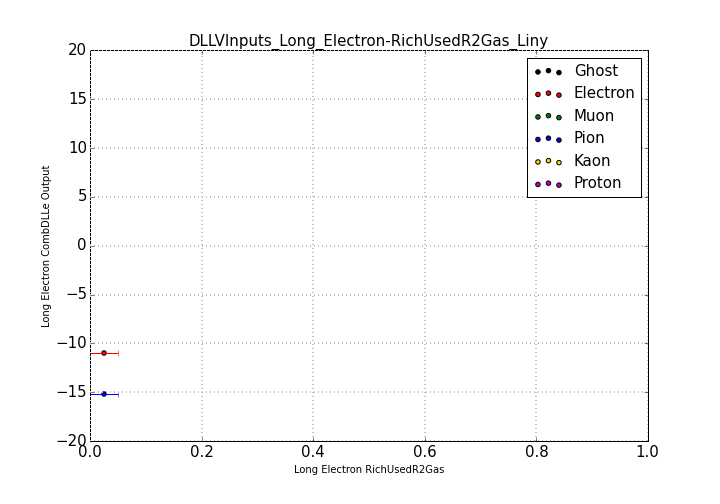 DLLVInputs_Long_Electron-RichUsedR2Gas_Liny
20
15
10
5
0
−5
−10
−15
−20
0.0
0.2
0.4
0.6
0.8
1.0
Long Electron CombDLLe Output
Long Electron RichUsedR2Gas
Ghost
Electron
Muon
Pion
Kaon
Proton